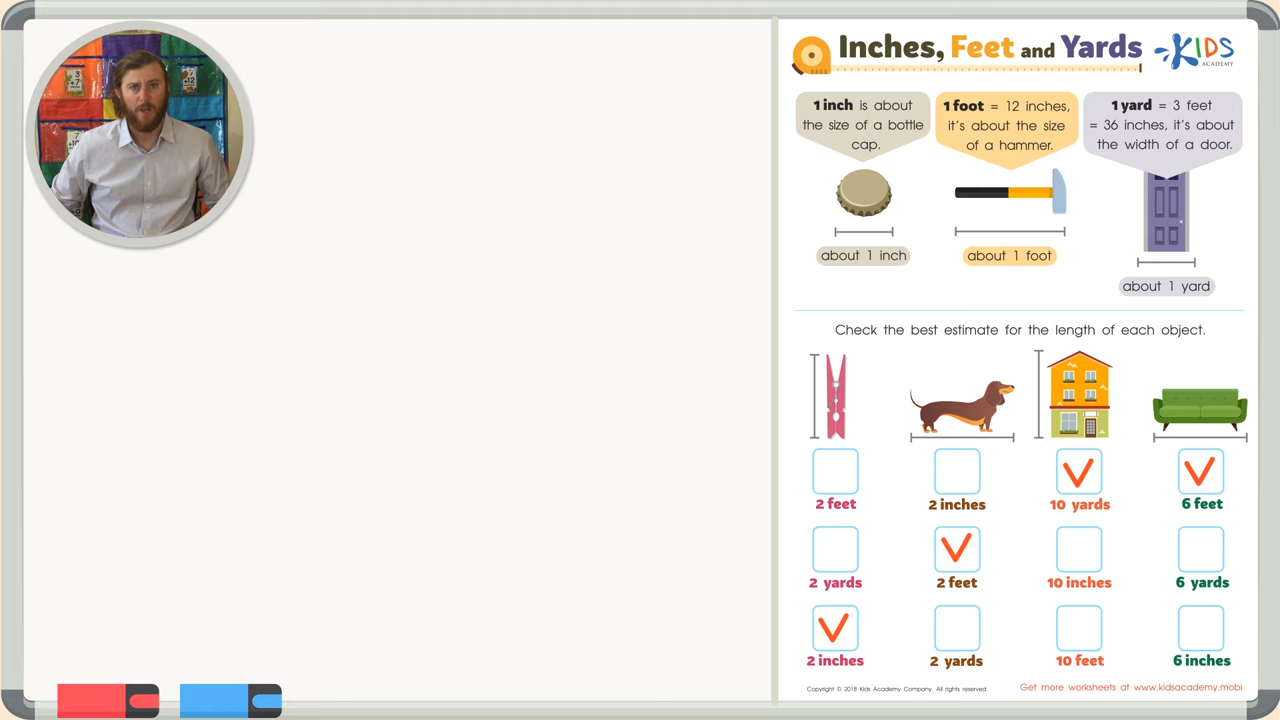 Inches, Feet and Yards
KIDS
ACADEMY
1 inch is about
the size of a bottle
cap.
1 foot = 12 inches,
it's about the size
of a hammer.
1 yard = 3 feet
= 36 inches, it's about
the width of a door.
about 1 inch
about 1 foot
about 1 yard
Check the best estimate for the length of each object.
2 feet
2 inches
10 yards
6 feet
2 yards
2 feet
10 inches
6 yards
2 inches
2 yards
10 feet
6 inches
Copyright © 2018 Kids Academy Company. All rights reserved
Get more worksheets at www.kidsacademy.mobi